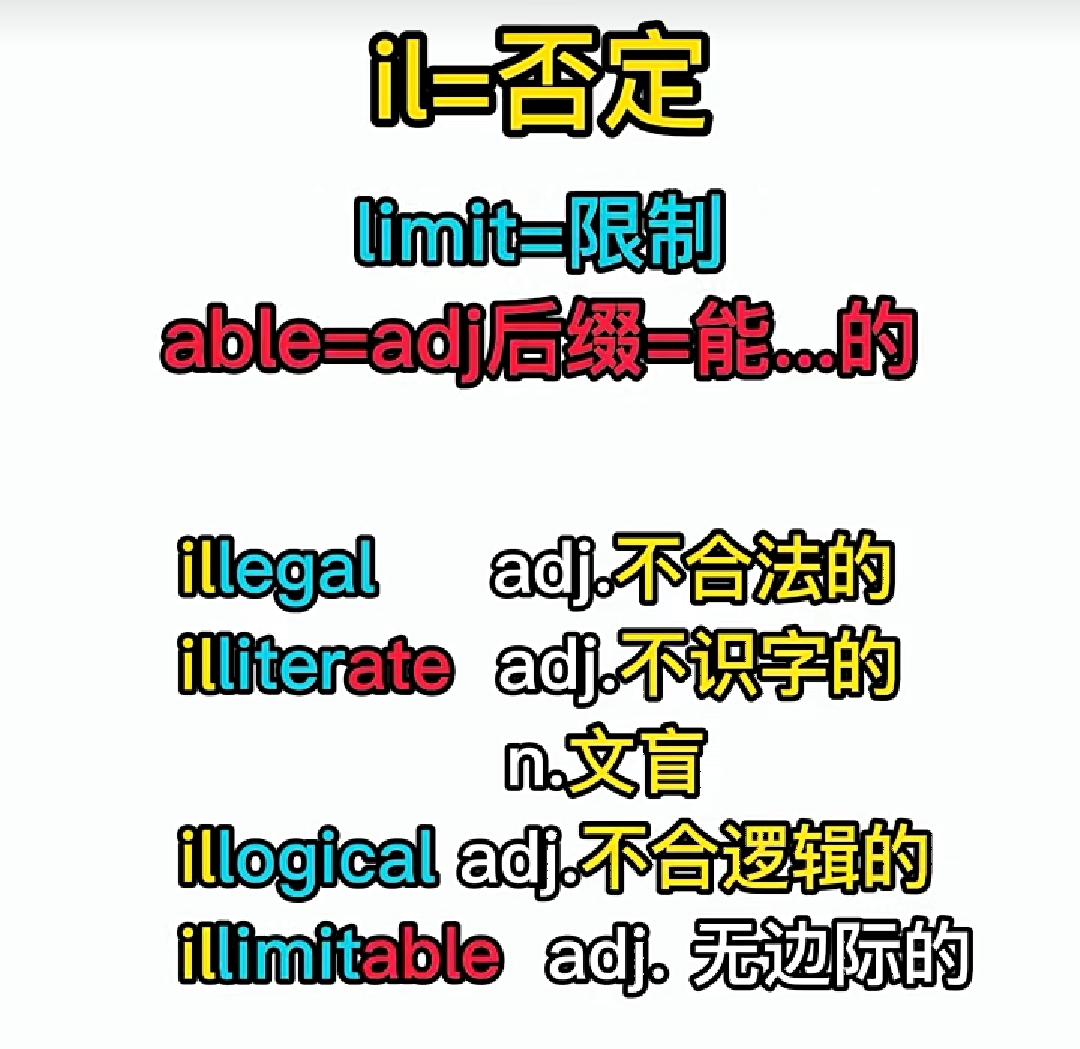 il=否定
limit=限制
able=adj后缀=能...的
illegal adj.不合法的
illiterate adj.不识字的
n.文盲
illogical adj.不合逻辑的
illimitable adj. 无边际的